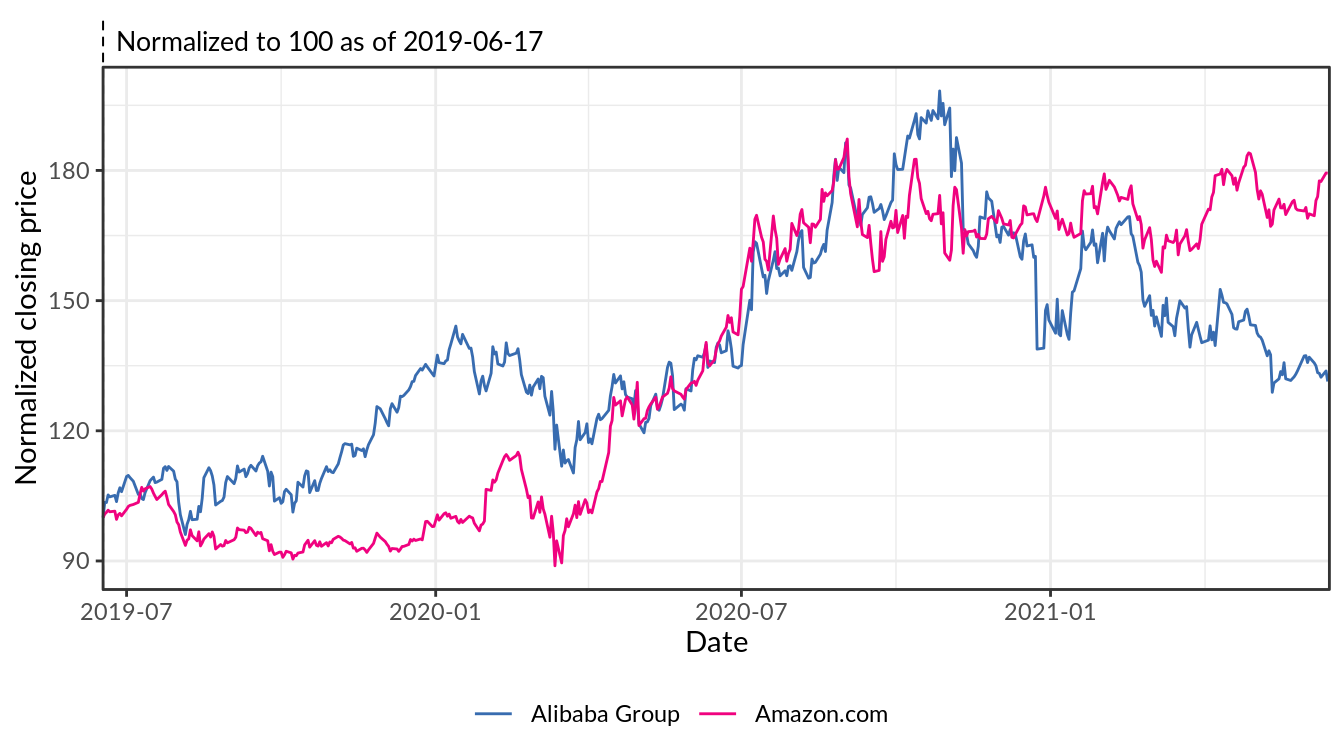 Normalized to 100 as of 2019-06-17
Normalized closing price
180
150
120
90
2019-07 2020-01 2020-07 2021-01
Date
Alibaba Group Amazon.com